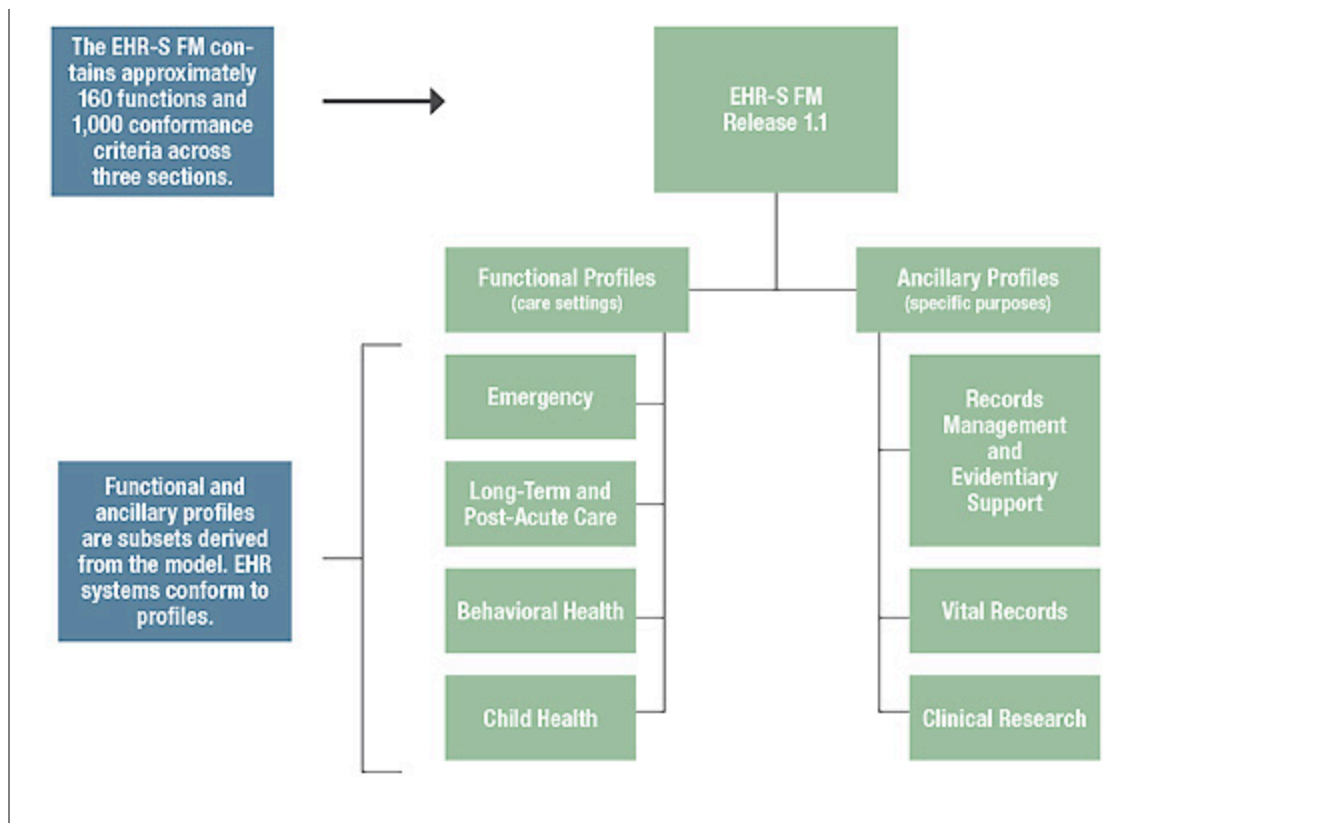 The EHR-S FM con-
tains approximately
160 functions and
1,000 conformance
criteria across
three sections.
EHR-S FM
Release 1.1
Functional Profiles
(care settings)
Ancillary Profiles
(specific purposes)
Emergency
Long-Term and
Post-Acute Care
Behavioral Health
Child Health
Records
Management
and
Evidentiary
Support
Vital Records
Clinical Research
Functional and
ancillary profiles
are subsets derived
from the model. EHR
systems conform to
profiles.